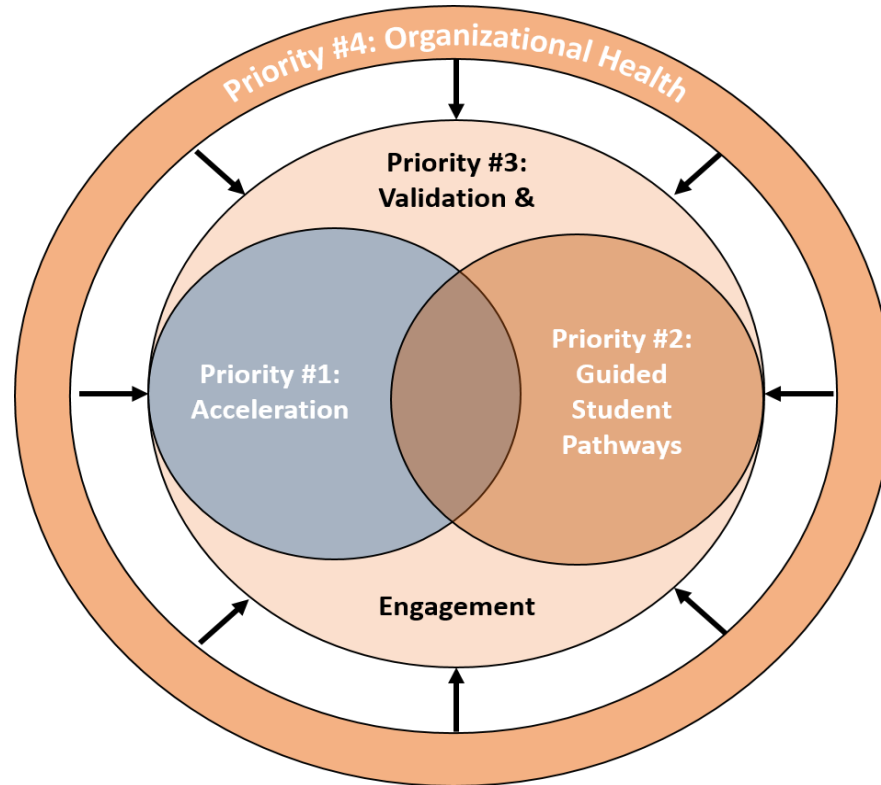 Priority #4: Organizational Health
Priority #3:
Validation &
Priority #1:
Acceleration
Priority #2:
Guided
Student
Pathways
Engagement